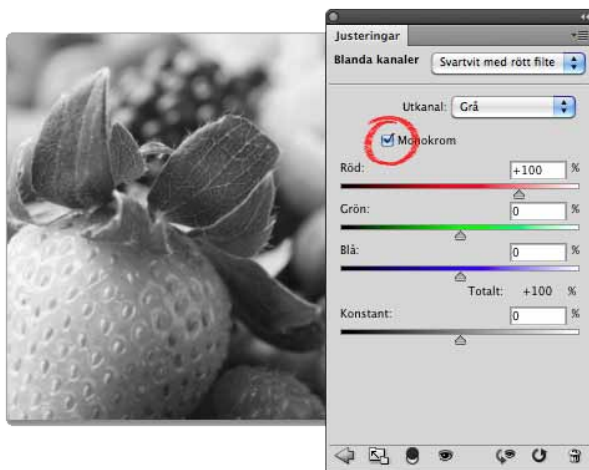 Justeringar
Blanda kanaler Svartvit med rött filte
Utkanal: Grå
Monokrom
Röd: +100 %
Grön: 0 %
Blå: 0 %
Totalt: +100 %
Konstant: 0 %